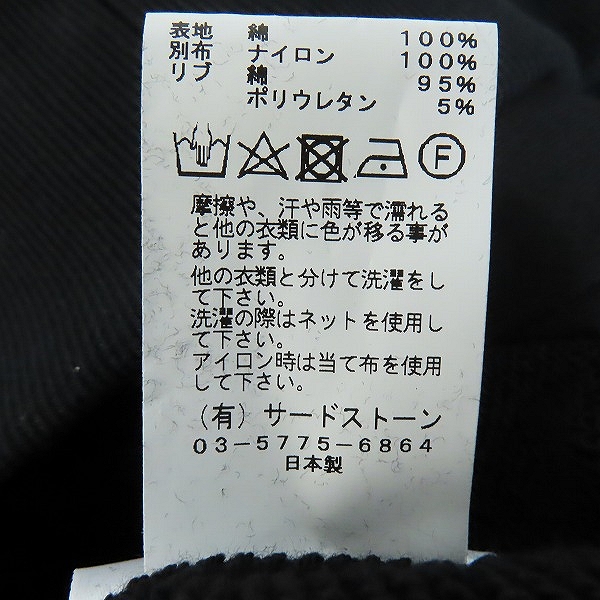 表地 綿 100%
別布 ナイロン 100%
リブ 綿 95%
ポリウレタン 5%
F
摩擦や、汗や雨等で濡れる
と他の衣類に色が移る事が
あります。
他の衣類と分けて洗濯をし
て下さい。
洗濯の際はネットを使用し
て下さい。
アイロン時は当て布を使用
して下さい。
(有)サードストーン
03-5775-6864
日本製